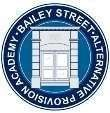 BAILEY STREET • ALTERNATIVE PROVISION ACADEMY •